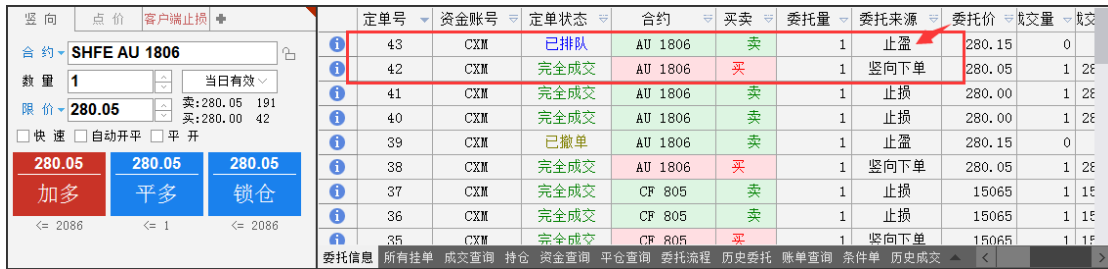 竖 向 点 价 客户端止损
合 约 SHFE AU 1806
数 量 1 当日有效
限 价 280.05 卖:280.05 191
买:280.00 42
快 速 自动开平 平 开
280.05 280.05 280.05
加多 平多 锁仓
<= 2086 <= 1 <= 2086
定单号 资金账号 定单状态 合约 买卖 委托量 委托来源 委托价 成交量
43 CXM 已排队 AU 1806 卖 1 止盈 280.15 0
42 CXM 完全成交 AU 1806 买 1 竖向下单 280.05 1 28
41 CXM 完全成交 AU 1806 卖 1 止损 280.00 1 28
40 CXM 完全成交 AU 1806 卖 1 止损 280.00 1 28
39 CXM 已撤单 AU 1806 卖 1 止盈 280.15 0
38 CXM 完全成交 AU 1806 买 1 竖向下单 280.05 1 28
37 CXM 完全成交 CF 805 卖 1 止损 15065 1 15
36 CXM 完全成交 CF 805 卖 1 止损 15065 1 15
35 CXM 完全成交 CF 805 买 1 竖向下单 15065 1 15
委托信息 所有挂单 成交查询 持仓 资金查询 平仓查询 委托流程 历史委托 账单查询 条件单 历史成交